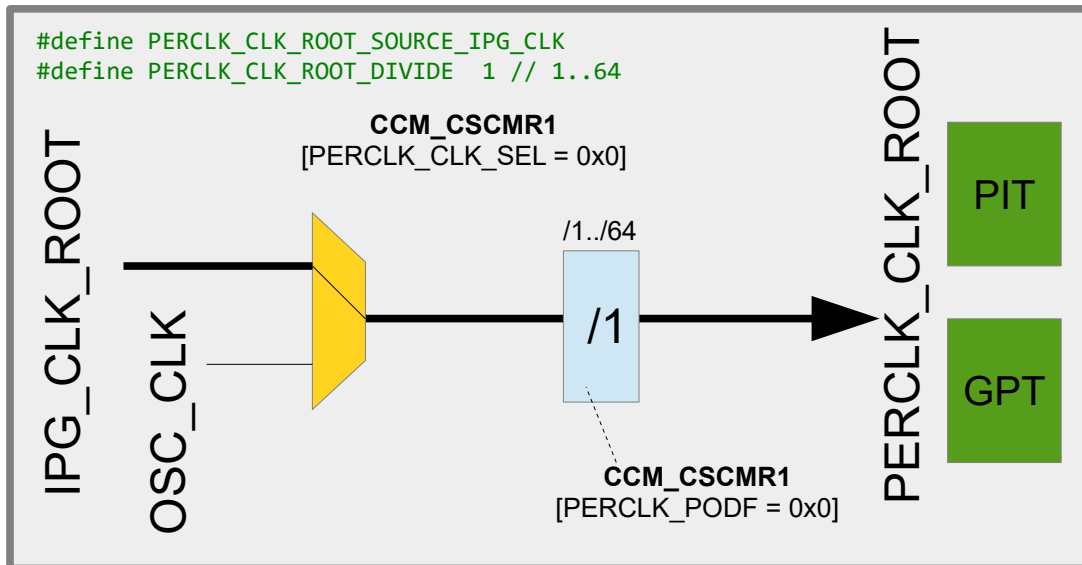 #define PERCLK_CLK_ROOT_SOURCE_IPG_CLK
#define PERCLK_CLK_ROOT_DIVIDE  1 // 1..64
CCM_CSCMR1
[PERCLK_CLK_SEL = 0x0]
IPG_CLK_ROOT
OSC_CLK
/1../64
/1
CCM_CSCMR1
[PERCLK_PODF = 0x0]
PERCLK_CLK_ROOT
PIT
GPT